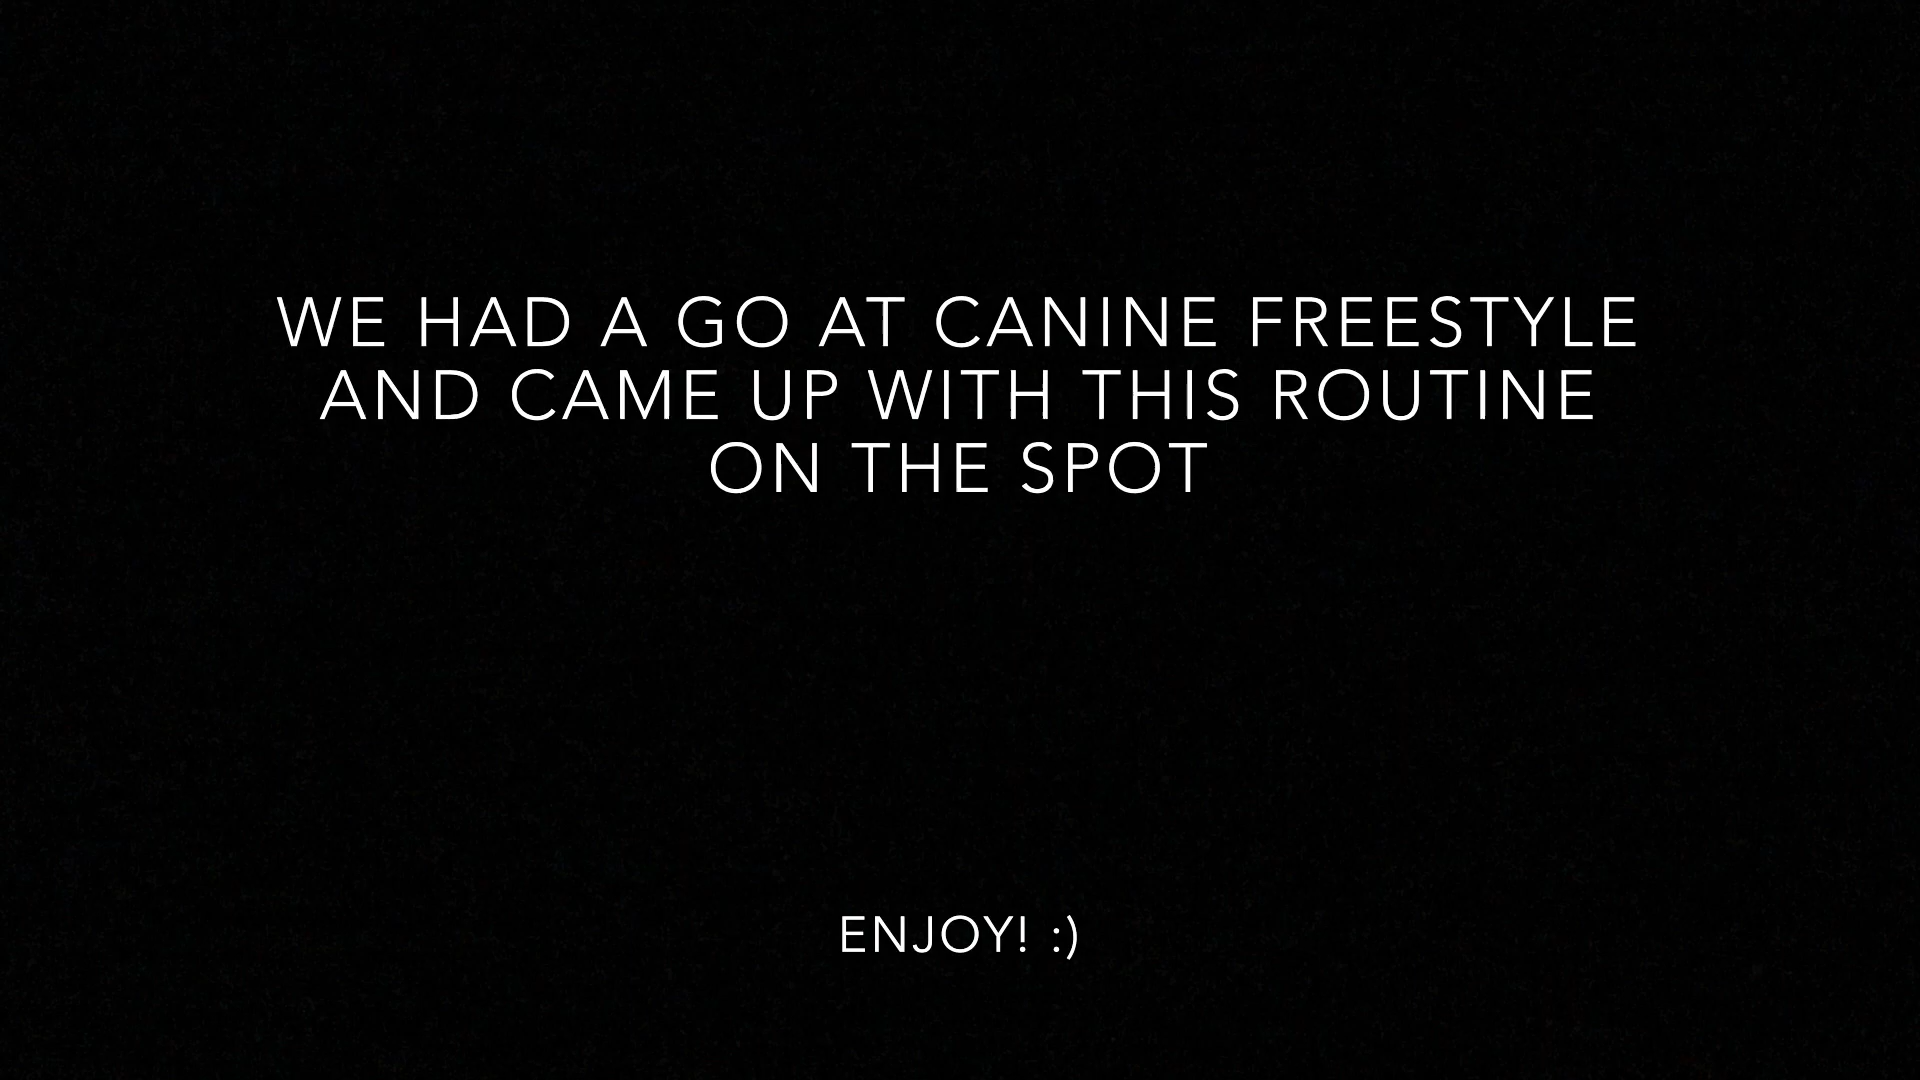 WE HAD A GO AT CANINE FREESTYLE
AND CAME UP WITH THIS ROUTINE
ON THE SPOT
ENJOY! :)